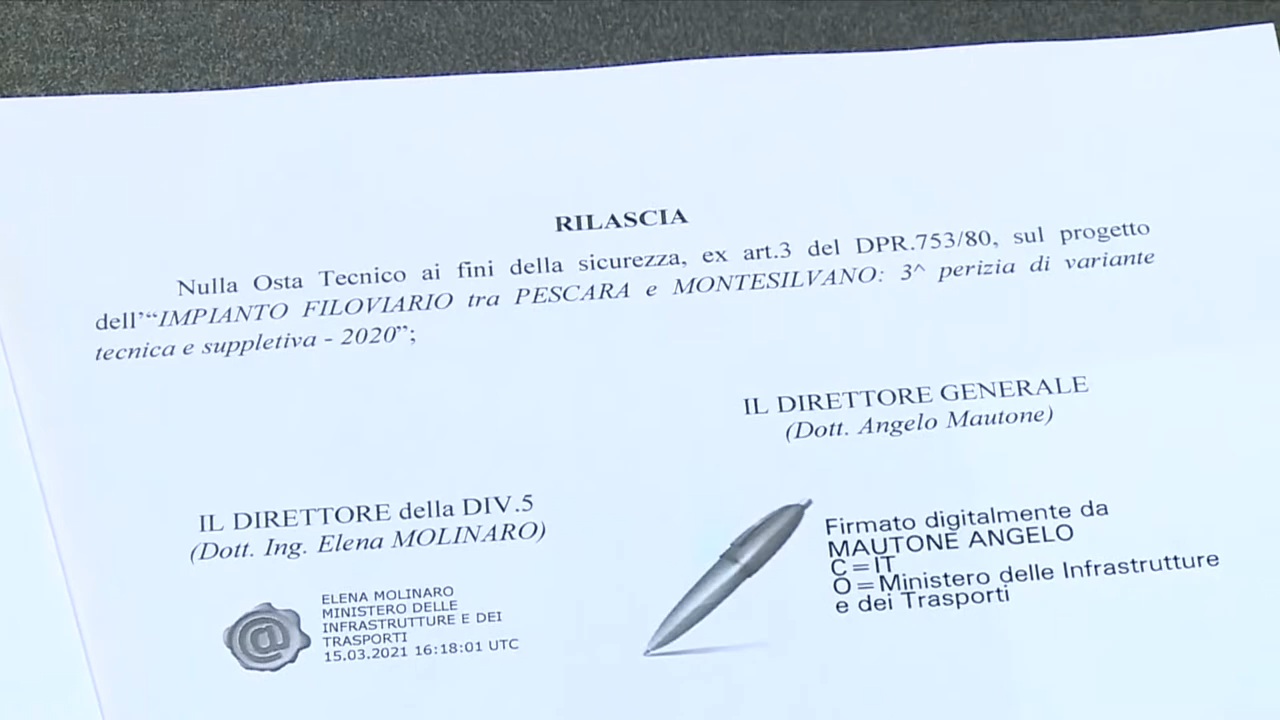 RILASCIA
Nulla Osta Tecnico ai fini della sicurezza, ex art.3 del DPR.753/80, sul progetto
dell'“IMPIANTO FILOVIARIO tra PESCARA e MONTESILVANO: 3^ perizia di variante
tecnica e suppletiva - 2020”;
IL DIRETTORE GENERALE
(Dott. Angelo Mautone)
IL DIRETTORE della DIV.5
(Dott. Ing. Elena MOLINARO)
@
ELENA MOLINARO
MINISTERO DELLE
INFRASTRUTTURE E DEI
TRASPORTI
15.03.2021 16:18:01 UTC
Firmato digitalmente da
MAUTONE ANGELO
C=IT
O=Ministero delle Infrastrutture
e dei Trasporti